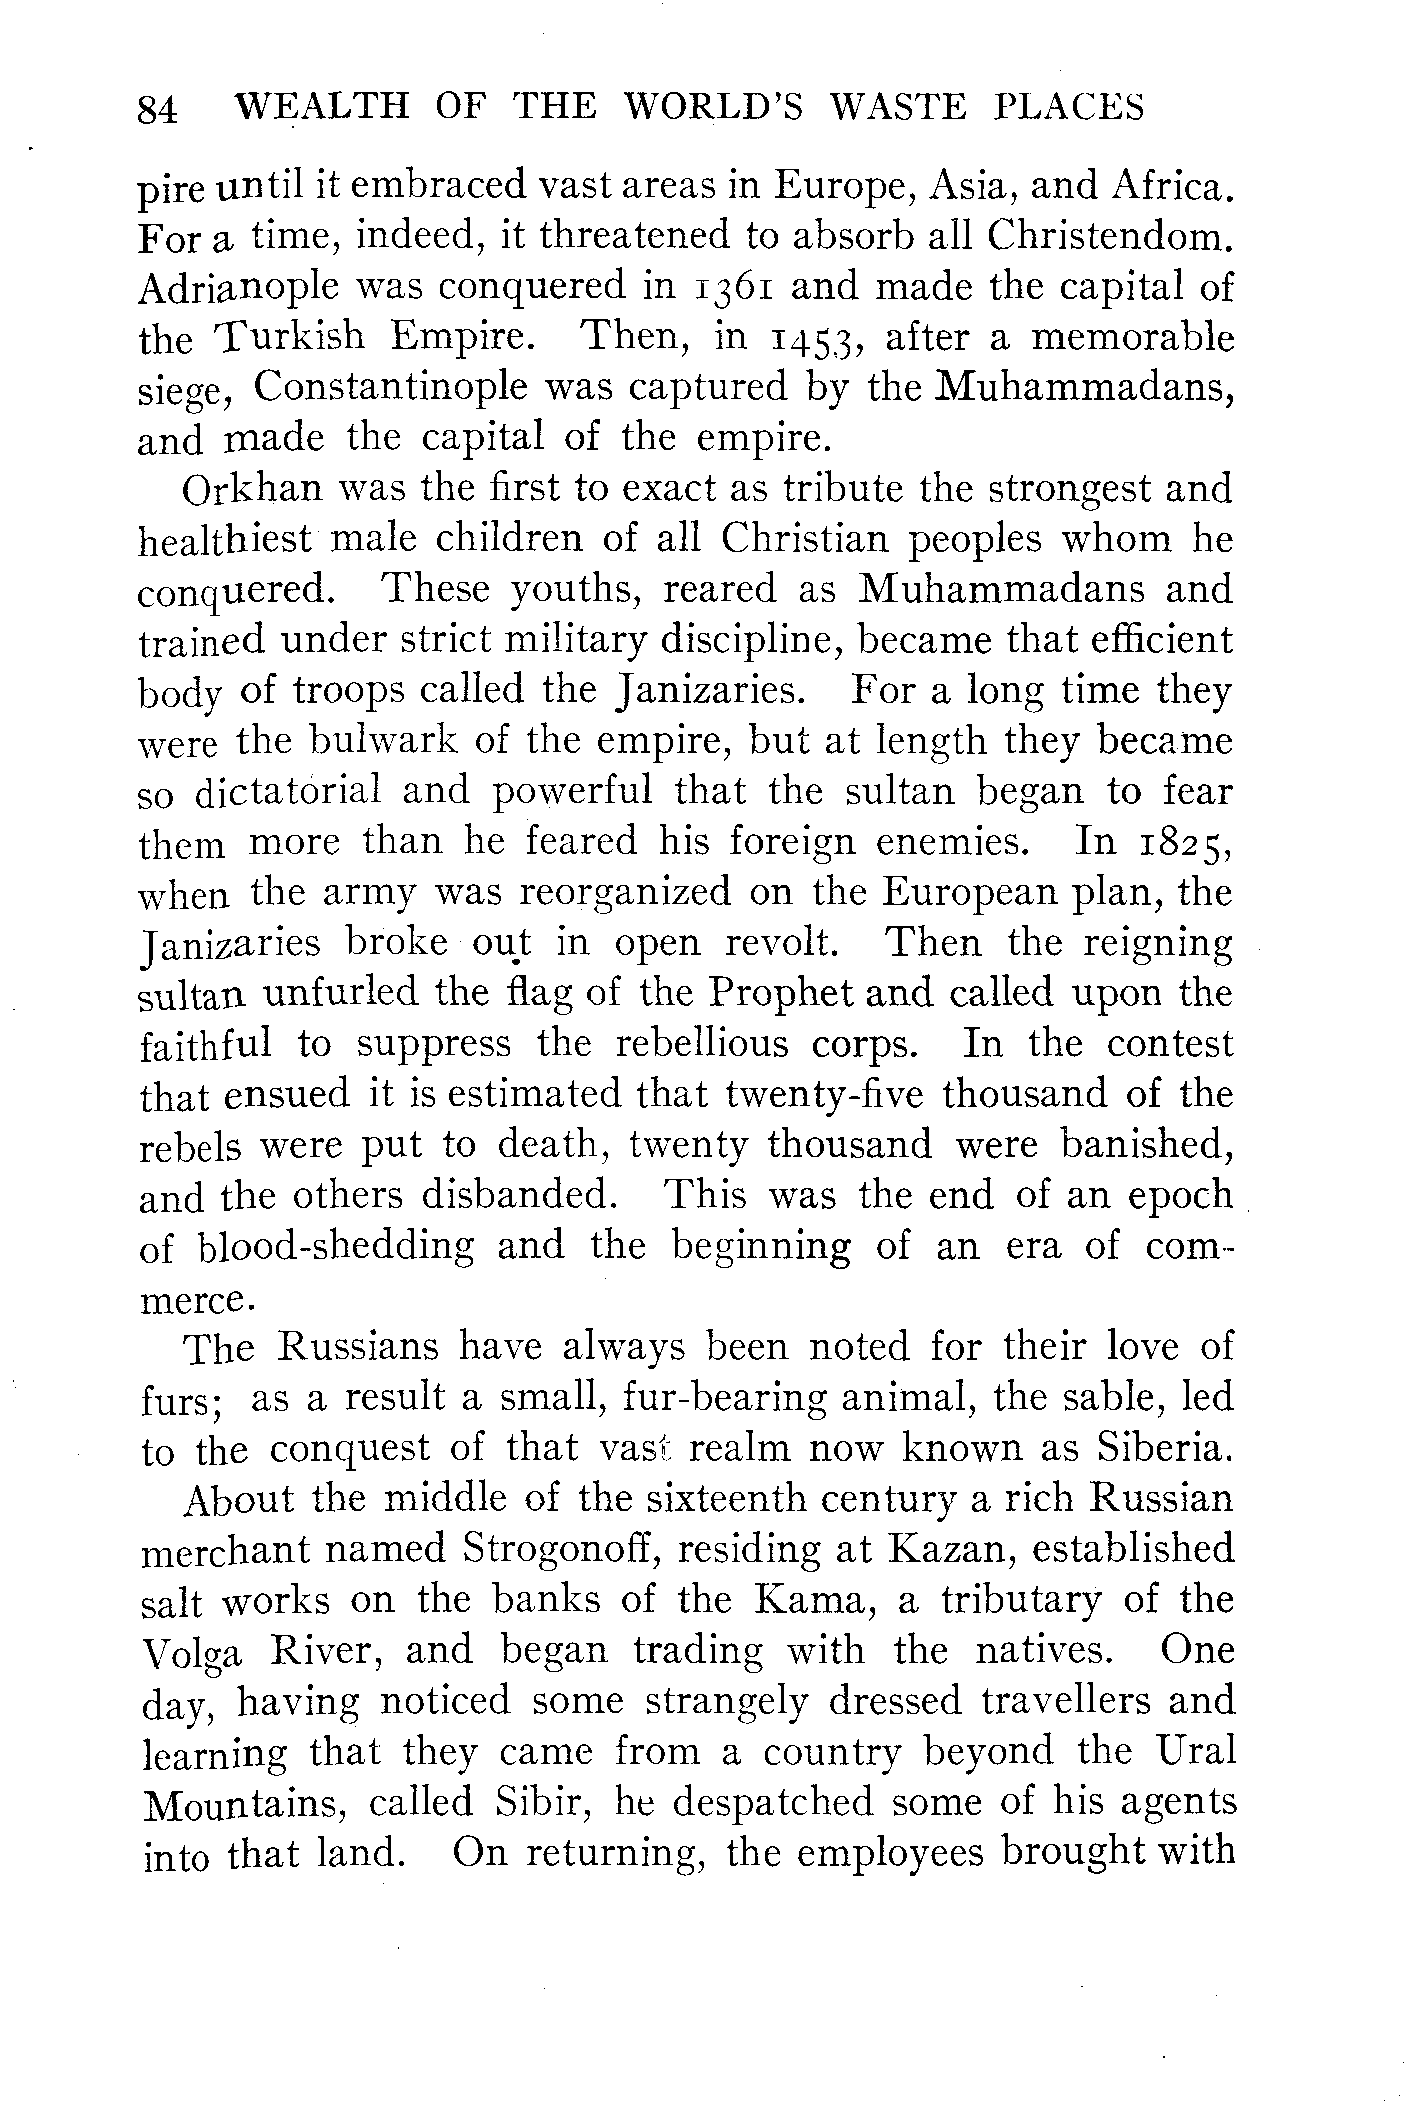 84 WEALTH OF THE WORLD'S WASTE PLACES
pire until it embraced vast areas in Europe, Asia, and Africa.
For a time, indeed, it threatened to absorb all Christendom.
Adrianople was conquered in 1361 and made the capital of
the Turkish Empire. Then, in 1453, after a memorable
siege, Constantinople was captured by the Muhammadans,
and made the capital of the empire.
Orkhan was the first to exact as tribute the strongest and
healthiest male children of all Christian peoples whom he
conquered. These youths, reared as Muhammadans and
trained under strict military discipline, became that efficient
body of troops called the Janizaries. For a long time they
were the bulwark of the empire, but at length they became
so dictatorial and powerful that the sultan began to fear
them more than he feared his foreign enemies. In 1825,
when the army was reorganized on the European plan, the
Janizaries broke out in open revolt. Then the reigning
sultan unfurled the flag of the Prophet and called upon the
faithful to suppress the rebellious corps. In the contest
that ensued it is estimated that twenty-five thousand of the
rebels were put to death, twenty thousand were banished,
and the others disbanded. This was the end of an epoch
of blood-shedding and the beginning of an era of com-
merce.
The Russians have always been noted for their love of
furs; as a result a small, fur-bearing animal, the sable, led
to the conquest of that vast realm now known as Siberia.
About the middle of the sixteenth century a rich Russian
merchant named Strogonoff, residing at Kazan, established
salt works on the banks of the Kama, a tributary of the
Volga River, and began trading with the natives. One
day, having noticed some strangely dressed travellers and
learning that they came from a country beyond the Ural
Mountains, called Sibir, he despatched some of his agents
into that land. On returning, the employees brought with